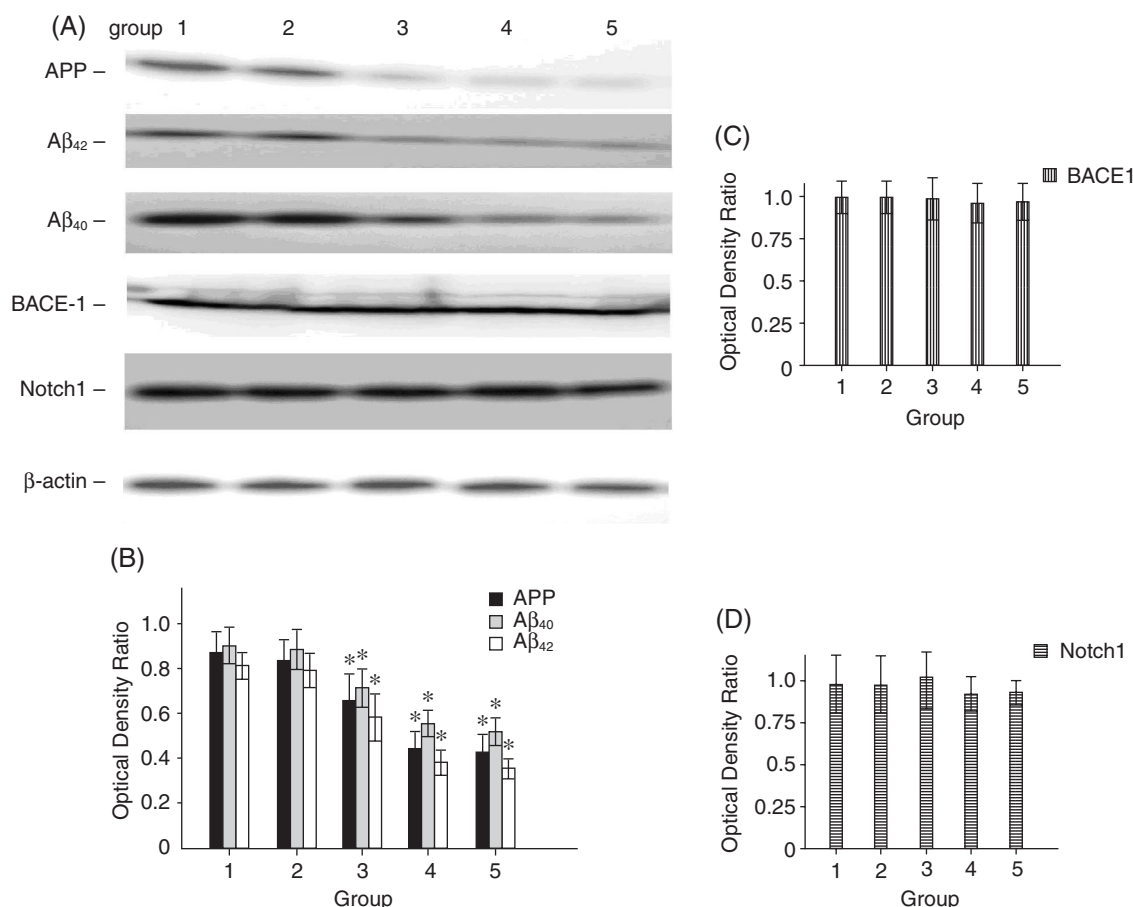 (A)
group 1 2 3 4 5
APP –
Aβ42 –
Aβ40 –
BACE-1 –
Notch1 –
β-actin –
(B)
APP
Aβ40
Aβ42
Optical Density Ratio
1.0
0.8
0.6
0.4
0.2
0
* * *
* * *
* * *
1 2 3 4 5
Group
(C)
BACE1
Optical Density Ratio
1.0
0.75
0.5
0.25
0
1 2 3 4 5
Group
(D)
Notch1
Optical Density Ratio
1.0
0.75
0.5
0.25
0
1 2 3 4 5
Group